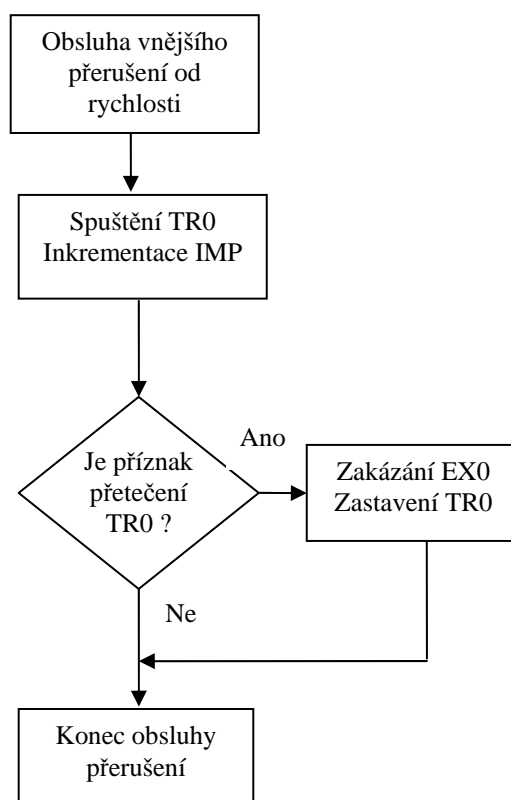 Obsluha vnějšího
přerušení od
rychlosti
Spuštění TR0
Inkrementace IMP
Je příznak
přetečení
TR0 ?
Ano
Zakázání EX0
Zastavení TR0
Ne
Konec obsluhy
přerušení